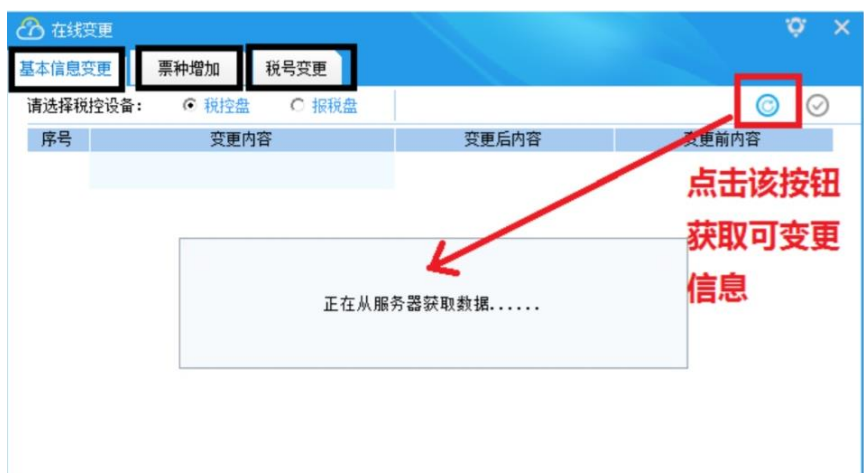 在线变更
基本信息变更 票种增加 税号变更
请选择税控设备： 税控盘 报税盘
序号 变更内容 变更后内容 变更前内容
点击该按钮
获取可变更
信息
正在从服务器获取数据......